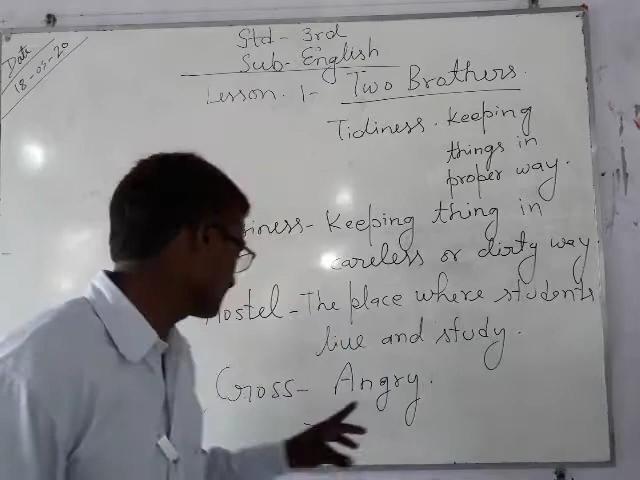 Date
18-05-20
Std- 3rd
Sub- English
Lesson. 1- Two Brothers.
Tidiness. Keeping
things in
proper way.
Keeping thing in
careless or dirty way.
Hostel- The place where students
live and study.
Cross- Angry.